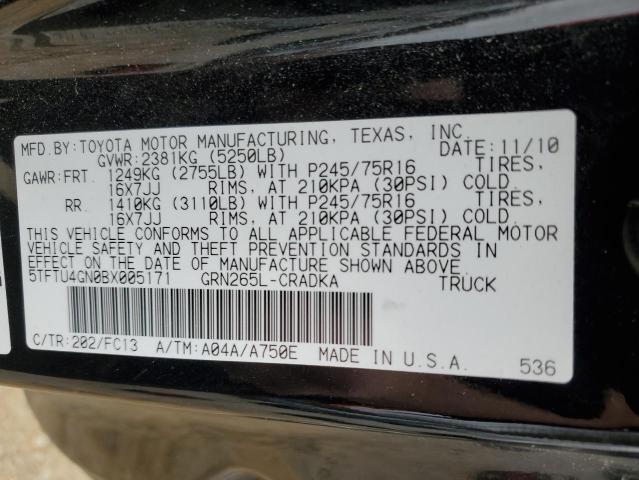 MFD.BY: TOYOTA MOTOR MANUFACTURING, TEXAS, INC.
GVWR:2381KG (5250LB) DATE:11/10
GAWR:FRT. 1249KG (2755LB) WITH P245/75R16 TIRES,
16X7JJ RIMS, AT 210KPA (30PSI) COLD.
RR. 1410KG (3110LB) WITH P245/75R16 TIRES,
16X7JJ RIMS, AT 210KPA (30PSI) COLD.
THIS VEHICLE CONFORMS TO ALL APPLICABLE FEDERAL MOTOR
VEHICLE SAFETY AND THEFT PREVENTION STANDARDS IN
EFFECT ON THE DATE OF MANUFACTURE SHOWN ABOVE.
5TFTU4GN0BX005171 GRN265L-CRADKA TRUCK
C/TR:202/FC13 A/TM:A04A/A750E MADE IN U.S.A. 536